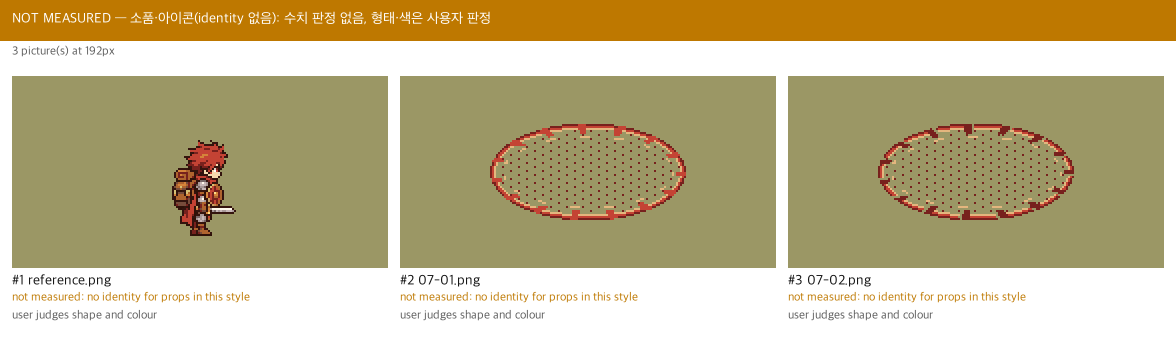 NOT MEASURED — 소품·아이콘(identity 없음): 수치 판정 없음, 형태·색은 사용자 판정
3 picture(s) at 192px
#1 reference.png
not measured: no identity for props in this style
user judges shape and colour
#2 07-01.png
not measured: no identity for props in this style
user judges shape and colour
#3 07-02.png
not measured: no identity for props in this style
user judges shape and colour